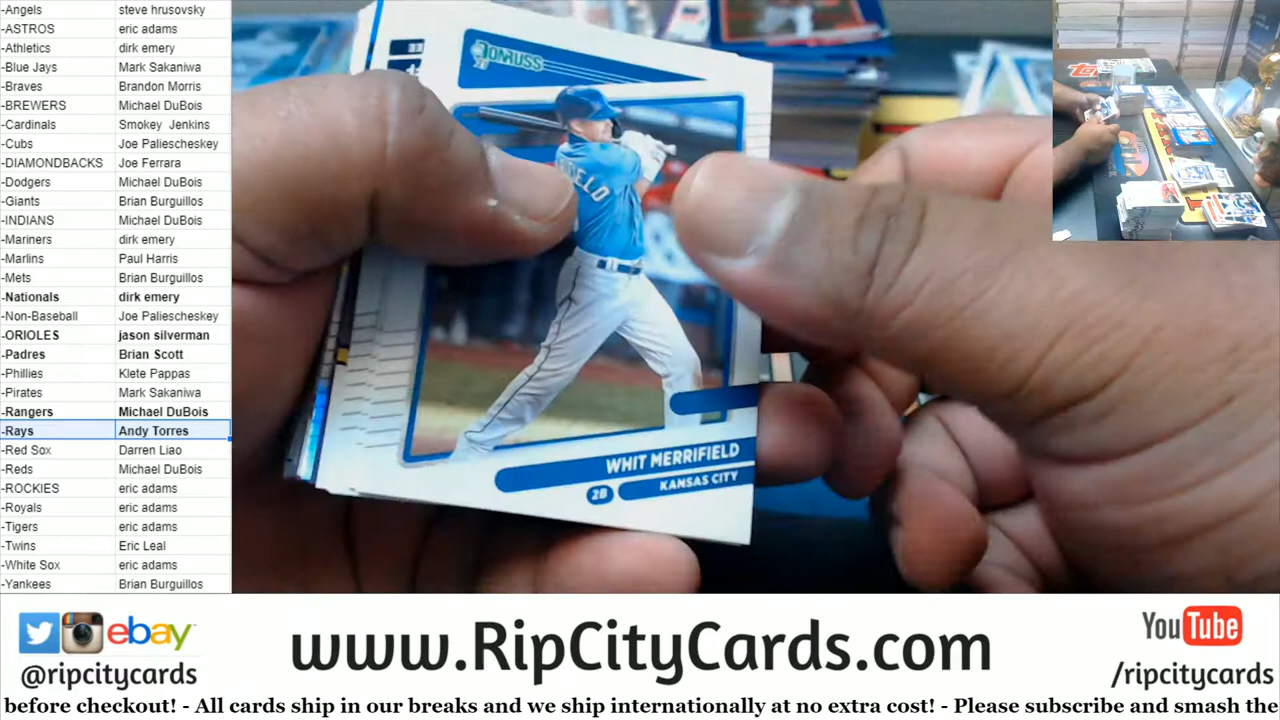 -Angels steve hrusovsky
-ASTROS eric adams
-Athletics dirk emery
-Blue Jays Mark Sakaniwa
-Braves Brandon Morris
-BREWERS Michael DuBois
-Cardinals Smokey Jenkins
-Cubs Joe Paliescheskey
-DIAMONDBACKS Joe Ferrara
-Dodgers Michael DuBois
-Giants Brian Burguillos
-INDIANS Michael DuBois
-Mariners dirk emery
-Marlins Paul Harris
-Mets Brian Burguillos
-Nationals dirk emery
-Non-Baseball Joe Paliescheskey
-ORIOLES jason silverman
-Padres Brian Scott
-Phillies Klete Pappas
-Pirates Mark Sakaniwa
-Rangers Michael DuBois
-Rays Andy Torres
-Red Sox Darren Liao
-Reds Michael DuBois
-ROCKIES eric adams
-Royals eric adams
-Tigers eric adams
-Twins Eric Leal
-White Sox eric adams
-Yankees Brian Burguillos
DONRUSS
WHIT MERRIFIELD
2B KANSAS CITY
ebay
@ripcitycards
www.RipCityCards.com
YouTube
/ripcitycards
before checkout! - All cards ship in our breaks and we ship internationally at no extra cost! - Please subscribe and smash the